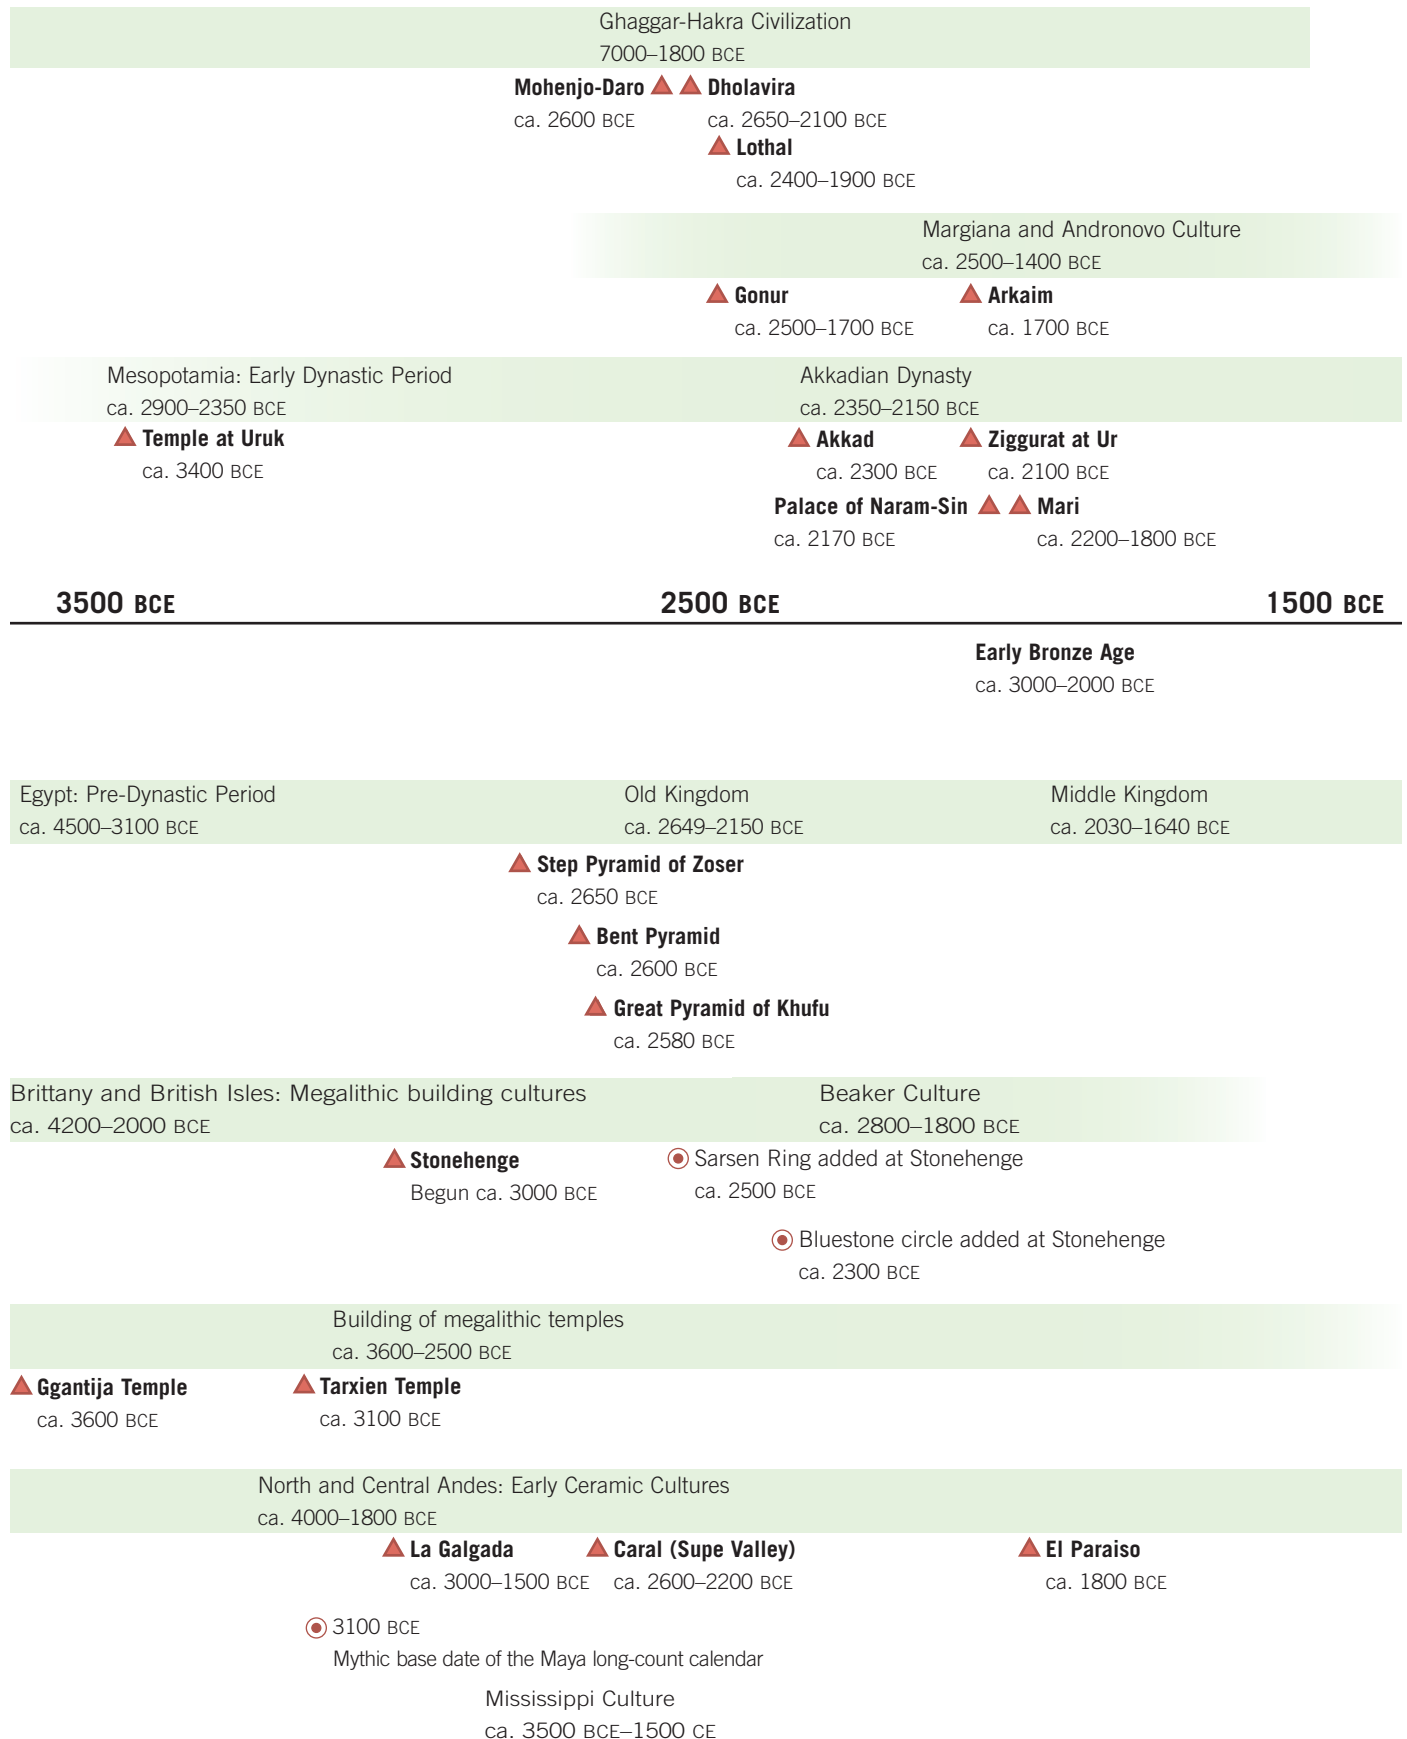 Ghaggar-Hakra Civilization
7000–1800 BCE
Mohenjo-Daro
ca. 2600 BCE
Dholavira
ca. 2650–2100 BCE
Lothal
ca. 2400–1900 BCE
Margiana and Andronovo Culture
ca. 2500–1400 BCE
Gonur
ca. 2500–1700 BCE
Arkaim
ca. 1700 BCE
Mesopotamia: Early Dynastic Period
ca. 2900–2350 BCE
Akkadian Dynasty
ca. 2350–2150 BCE
Temple at Uruk
ca. 3400 BCE
Akkad
ca. 2300 BCE
Ziggurat at Ur
ca. 2100 BCE
Palace of Naram-Sin
ca. 2170 BCE
Mari
ca. 2200–1800 BCE
3500 BCE
2500 BCE
1500 BCE
Early Bronze Age
ca. 3000–2000 BCE
Egypt: Pre-Dynastic Period
ca. 4500–3100 BCE
Old Kingdom
ca. 2649–2150 BCE
Middle Kingdom
ca. 2030–1640 BCE
Step Pyramid of Zoser
ca. 2650 BCE
Bent Pyramid
ca. 2600 BCE
Great Pyramid of Khufu
ca. 2580 BCE
Brittany and British Isles: Megalithic building cultures
ca. 4200–2000 BCE
Beaker Culture
ca. 2800–1800 BCE
Stonehenge
Begun ca. 3000 BCE
Sarsen Ring added at Stonehenge
ca. 2500 BCE
Bluestone circle added at Stonehenge
ca. 2300 BCE
Building of megalithic temples
ca. 3600–2500 BCE
Ggantija Temple
ca. 3600 BCE
Tarxien Temple
ca. 3100 BCE
North and Central Andes: Early Ceramic Cultures
ca. 4000–1800 BCE
La Galgada
ca. 3000–1500 BCE
Caral (Supe Valley)
ca. 2600–2200 BCE
El Paraiso
ca. 1800 BCE
3100 BCE
Mythic base date of the Maya long-count calendar
Mississippi Culture
ca. 3500 BCE–1500 CE